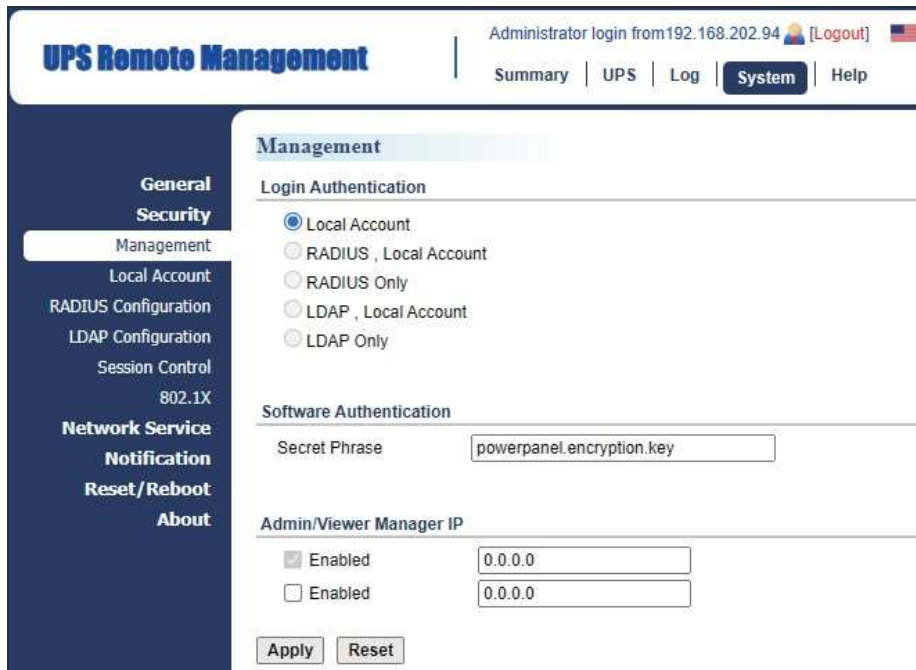 Administrator login from192.168.202.94 [Logout]
UPS Remote Management
Summary | UPS | Log | System | Help
General
Security
Management
Local Account
RADIUS Configuration
LDAP Configuration
Session Control
802.1X
Network Service
Notification
Reset/Reboot
About
Management
Login Authentication
Local Account
RADIUS , Local Account
RADIUS Only
LDAP , Local Account
LDAP Only
Software Authentication
Secret Phrase powerpanel.encryption.key
Admin/Viewer Manager IP
Enabled 0.0.0.0
Enabled 0.0.0.0
Apply Reset